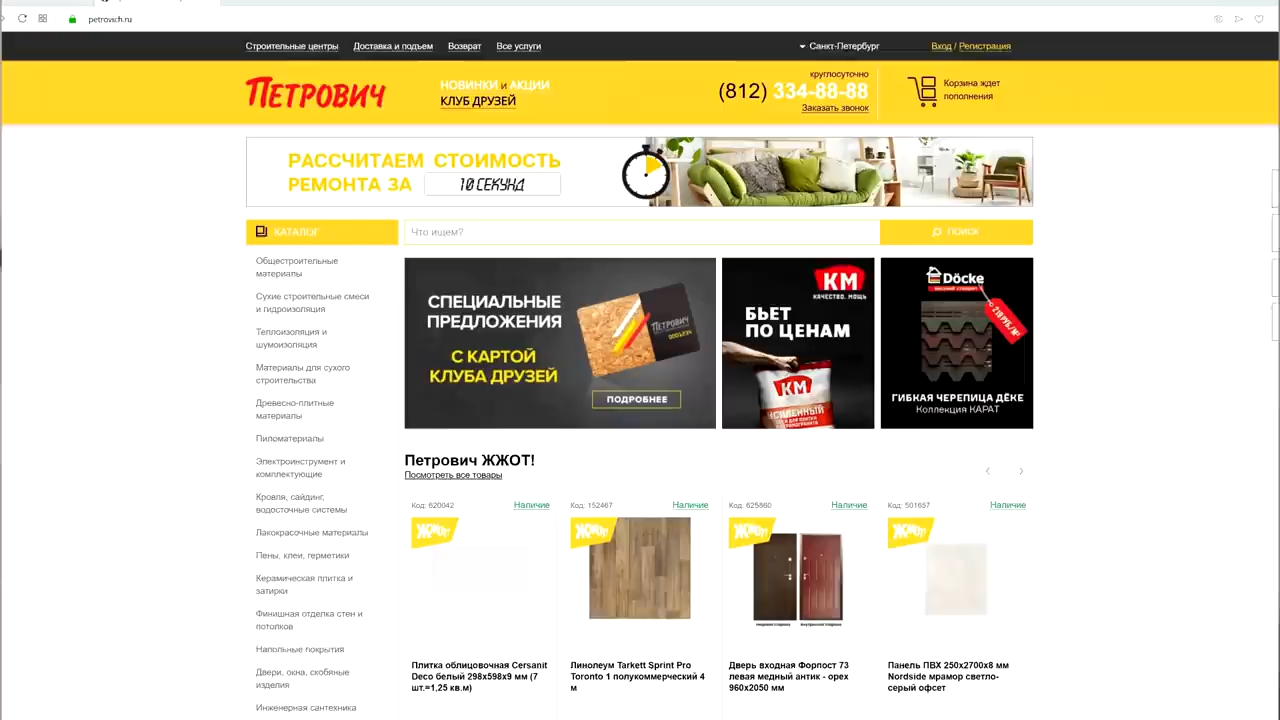 petrovich.ru
Строительные центры Доставка и подъем Возврат Все услуги Санкт-Петербург Вход / Регистрация
ПЕТРОВИЧ
НОВИНКИ и АКЦИИ
КЛУБ ДРУЗЕЙ
круглосуточно
(812) 334-88-88
Заказать звонок
Корзина ждет
пополнения
РАССЧИТАЕМ СТОИМОСТЬ
РЕМОНТА ЗА 10 СЕКУНД
КАТАЛОГ
Что ищем?
ПОИСК
Общестроительные
материалы
Сухие строительные смеси
и гидроизоляция
Теплоизоляция и
шумоизоляция
Материалы для сухого
строительства
Древесно-плитные
материалы
Пиломатериалы
Электроинструмент и
комплектующие
Кровля, сайдинг,
водосточные системы
Лакокрасочные материалы
Пены, клеи, герметики
Керамическая плитка и
затирки
Финишная отделка стен и
потолков
Напольные покрытия
Двери, окна, скобяные
изделия
Инженерная сантехника
СПЕЦИАЛЬНЫЕ
ПРЕДЛОЖЕНИЯ
С КАРТОЙ
КЛУБА ДРУЗЕЙ
ПЕТРОВИЧ
ПОДРОБНЕЕ
КМ
КАЧЕСТВО. МОЩЬ
БЬЕТ
ПО ЦЕНАМ
КМ
Döcke
ГИБКАЯ ЧЕРЕПИЦА ДЁКЕ
Коллекция КАРАТ
Петрович ЖЖОТ!
Посмотреть все товары
Код: 620042 Наличие
ЖЖОТ!
Плитка облицовочная Cersanit
Deco белый 298x598x9 мм (7
шт.=1,25 кв.м)
Код: 152467 Наличие
ЖЖОТ!
Линолеум Tarkett Sprint Pro
Toronto 1 полукоммерческий 4
м
Код: 625860 Наличие
ЖЖОТ!
Дверь входная Форпост 73
левая медный антик - орех
960x2050 мм
Код: 501657 Наличие
ЖЖОТ!
Панель ПВХ 250x2700x8 мм
Nordside мрамор светло-
серый офсет